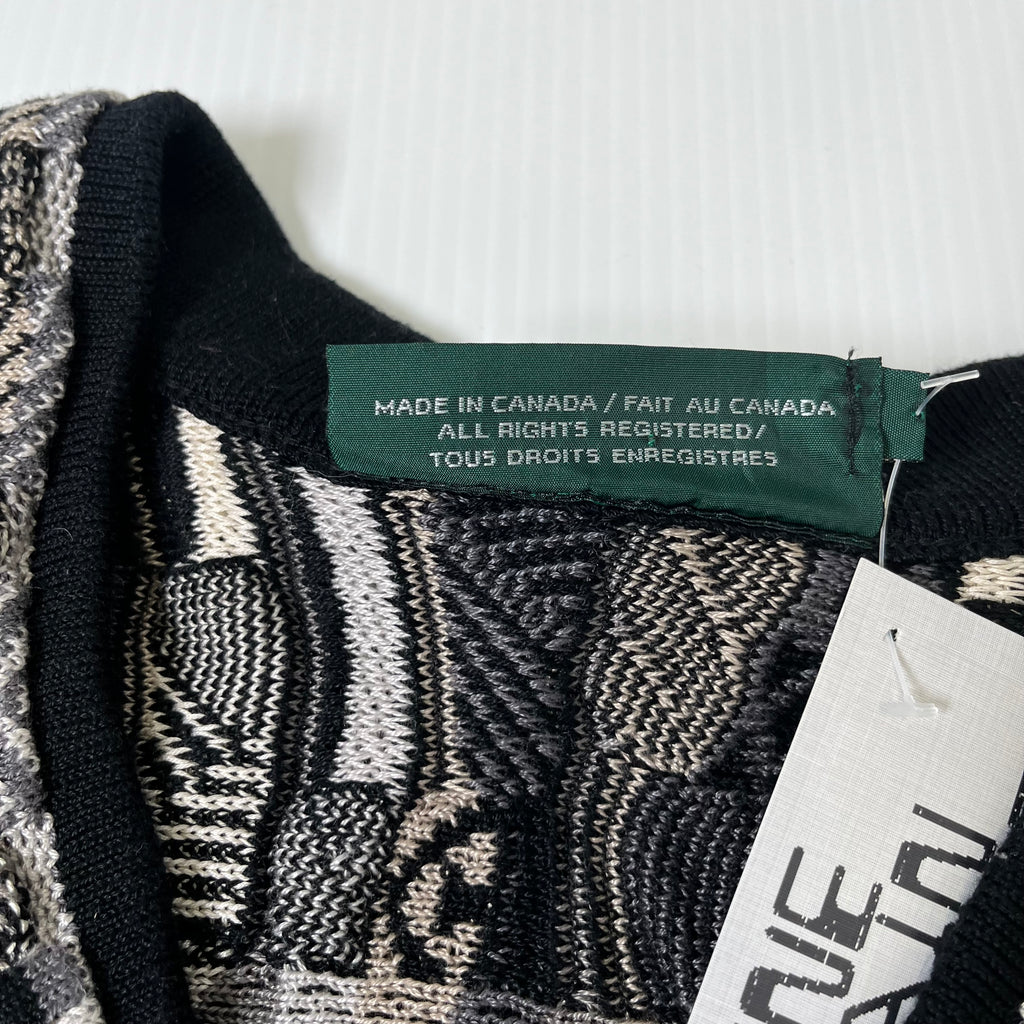 MADE IN CANADA / FAIT AU CANADA
ALL RIGHTS REGISTERED/
TOUS DROITS ENREGISTRES